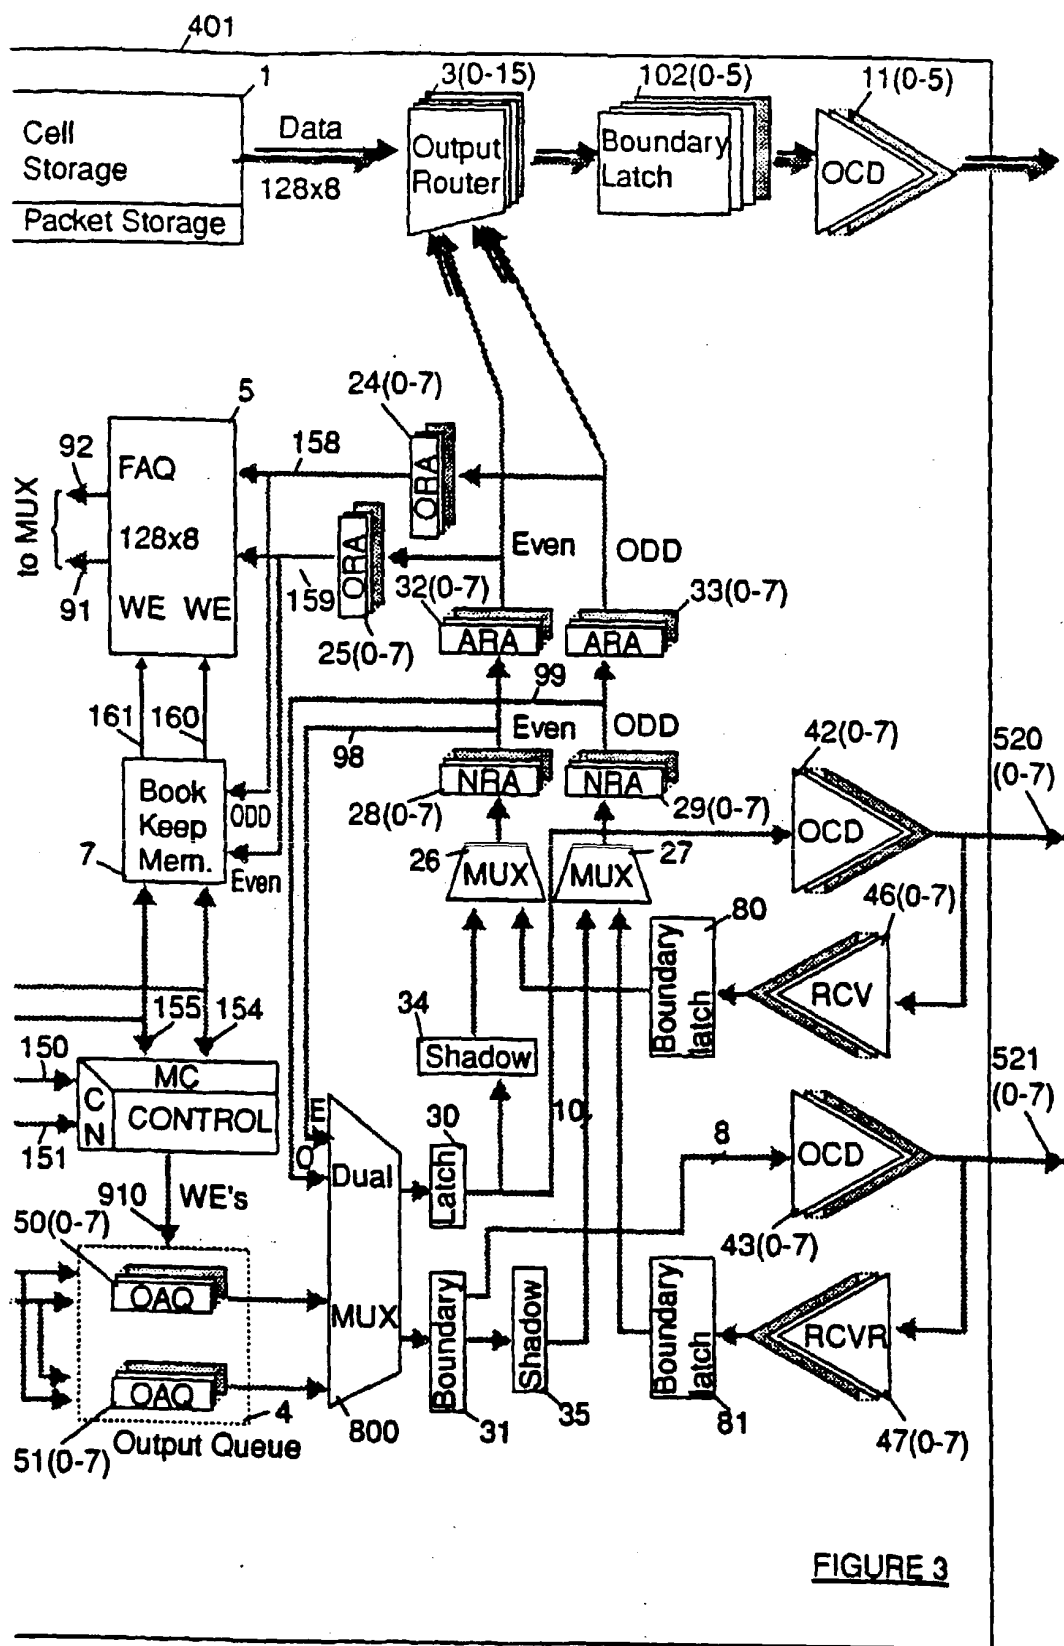 401
1
3(0-15)
102(0-5)
11(0-5)
Cell
Storage
Packet Storage
Data
128x8
Output
Router
Boundary
Latch
OCD
24(0-7)
5
92
158
FAQ
ORA
to MUX
128x8
ORA
Even
ODD
91
WE WE
159
32(0-7)
33(0-7)
25(0-7)
ARA
ARA
99
161
160
98
Even
ODD
42(0-7)
520
(0-7)
Book
Keep
Mem.
ODD
Even
7
NRA
NRA
28(0-7)
29(0-7)
OCD
26
27
MUX
MUX
80
46(0-7)
Boundary
latch
RCV
155
154
34
Shadow
150
151
MC
C
N
CONTROL
521
(0-7)
E
O
Dual
MUX
30
Latch
10
8
OCD
910
WE's
50(0-7)
43(0-7)
OAQ
OAQ
Boundary
Shadow
Boundary
latch
RCVR
4
800
31
35
81
47(0-7)
Output Queue
51(0-7)
FIGURE 3